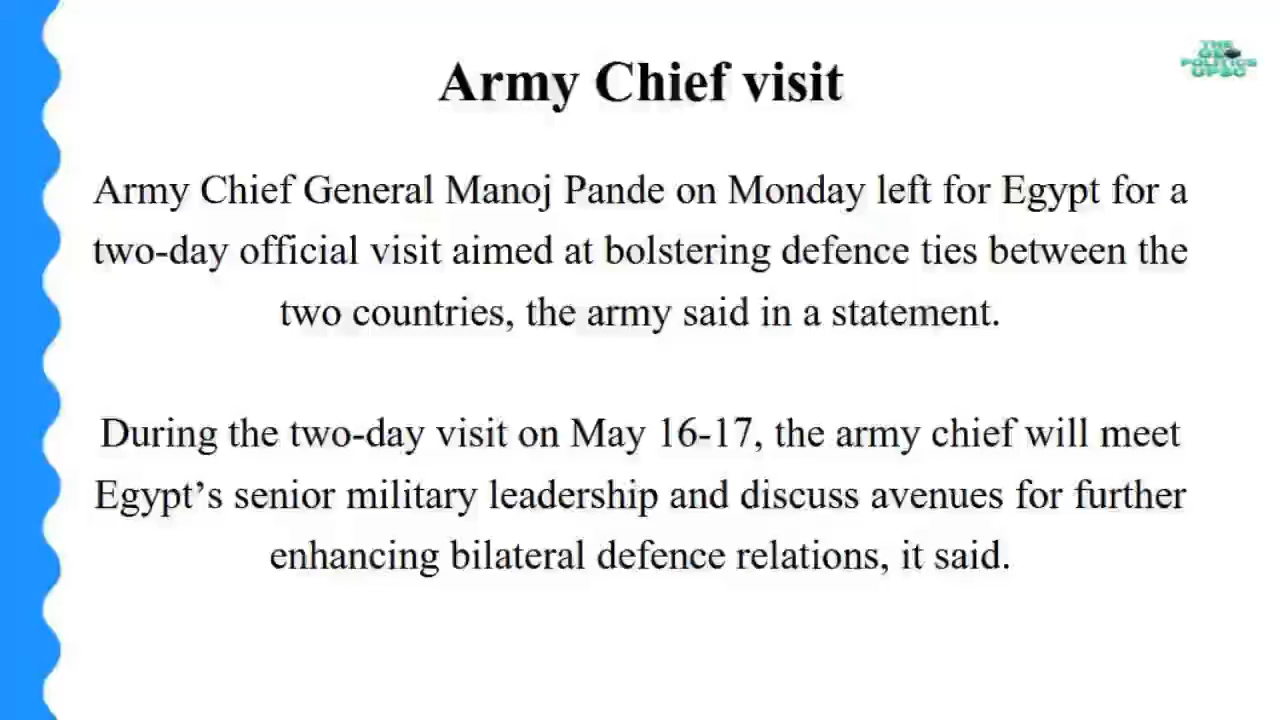 Army Chief visit
THE
POLITICS
UPSC
Army Chief General Manoj Pande on Monday left for Egypt for a
two-day official visit aimed at bolstering defence ties between the
two countries, the army said in a statement.
During the two-day visit on May 16-17, the army chief will meet
Egypt’s senior military leadership and discuss avenues for further
enhancing bilateral defence relations, it said.